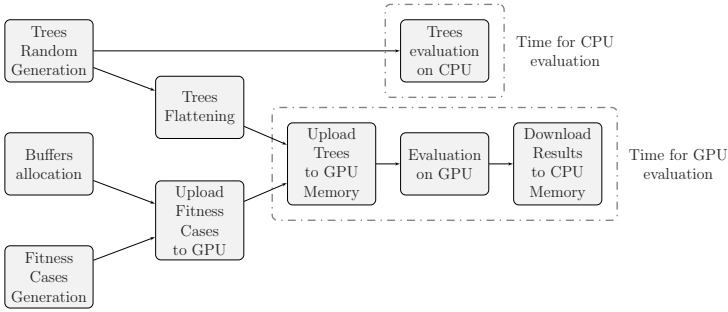 Trees
Random
Generation
Trees
evaluation
on CPU
Time for CPU
evaluation
Trees
Flattening
Buffers
allocation
Upload
Trees
to GPU
Memory
Evaluation
on GPU
Download
Results
to CPU
Memory
Time for GPU
evaluation
Upload
Fitness
Cases
to GPU
Fitness
Cases
Generation